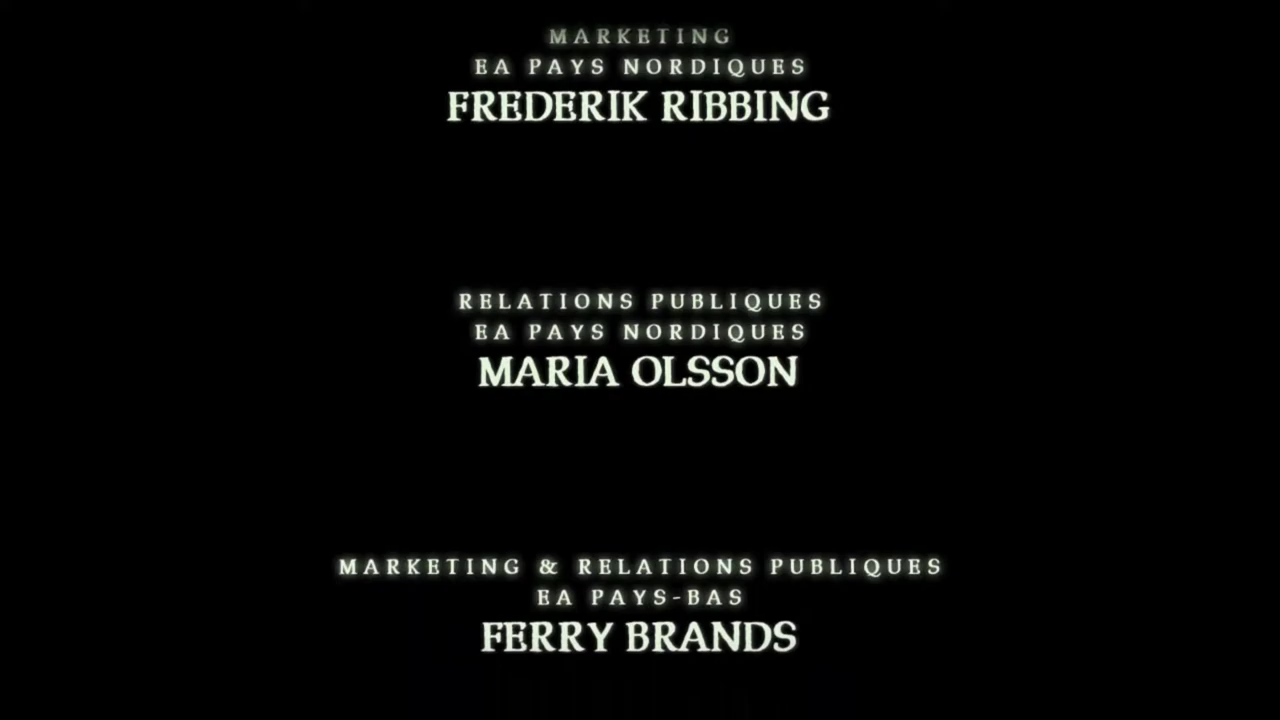 MARKETING
EA PAYS NORDIQUES
FREDERIK RIBBING
RELATIONS PUBLIQUES
EA PAYS NORDIQUES
MARIA OLSSON
MARKETING & RELATIONS PUBLIQUES
EA PAYS-BAS
FERRY BRANDS